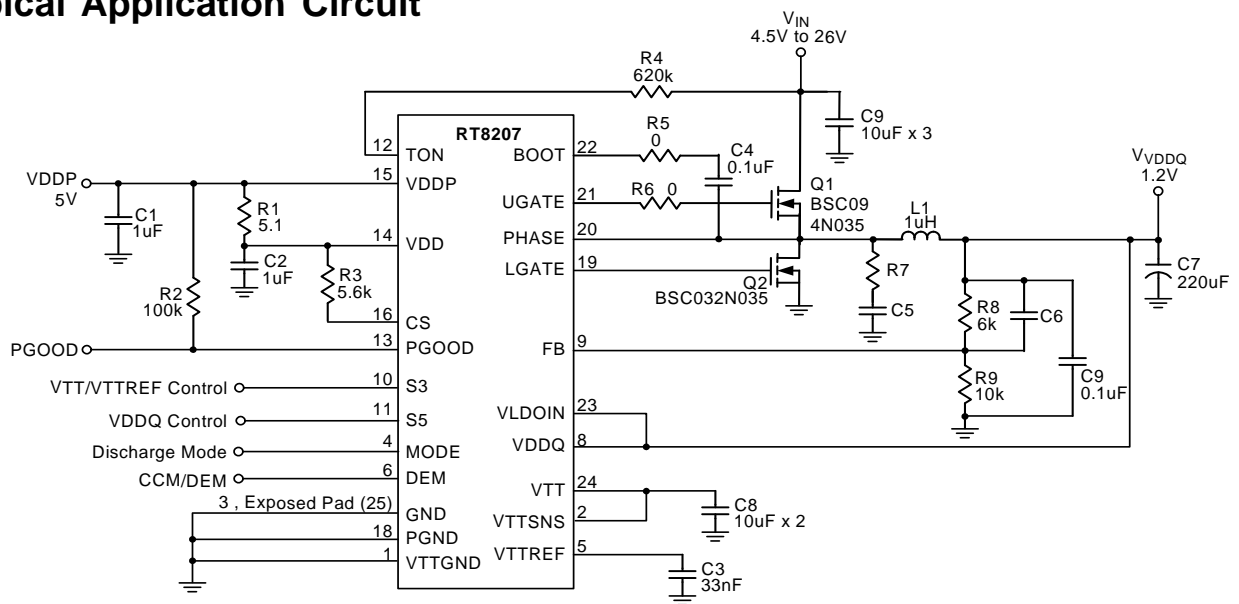 pical Application Circuit
VIN
4.5V to 26V
R4
620k
C9
10uF x 3
RT8207
12
TON
BOOT
22
R5
0
C4
0.1uF
VDDP
5V
15
VDDP
UGATE
21
R6 0
Q1
BSC09
4N035
VVDDQ
1.2V
C1
1uF
R1
5.1
14
VDD
PHASE
20
L1
1uH
C2
1uF
R3
5.6k
LGATE
19
Q2
BSC032N035
R7
C5
C7
220uF
R2
100k
16
CS
R8
6k
C6
PGOOD
13
PGOOD
FB
9
R9
10k
C9
0.1uF
VTT/VTTREF Control
10
S3
VDDQ Control
11
S5
VLDOIN
23
Discharge Mode
4
MODE
VDDQ
8
CCM/DEM
6
DEM
3 , Exposed Pad (25)
GND
VTT
24
C8
10uF x 2
18
PGND
VTTSNS
2
1
VTTGND
VTTREF
5
C3
33nF